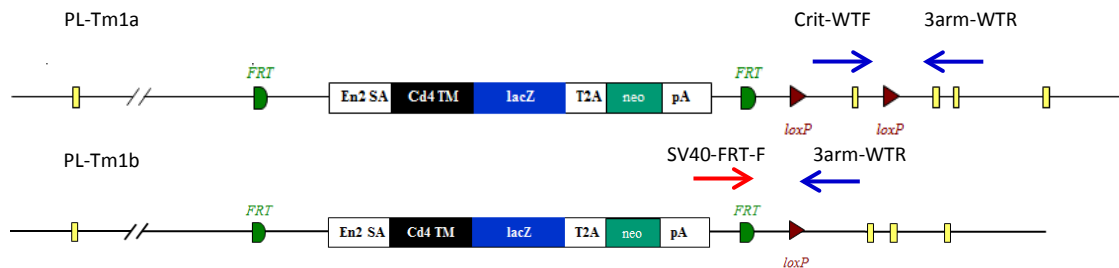 PL-Tm1a
Crit-WTF 3arm-WTR
FRT FRT
En2 SA Cd4 TM lacZ T2A neo pA
loxP loxP
PL-Tm1b
SV40-FRT-F 3arm-WTR
FRT FRT
En2 SA Cd4 TM lacZ T2A neo pA
loxP